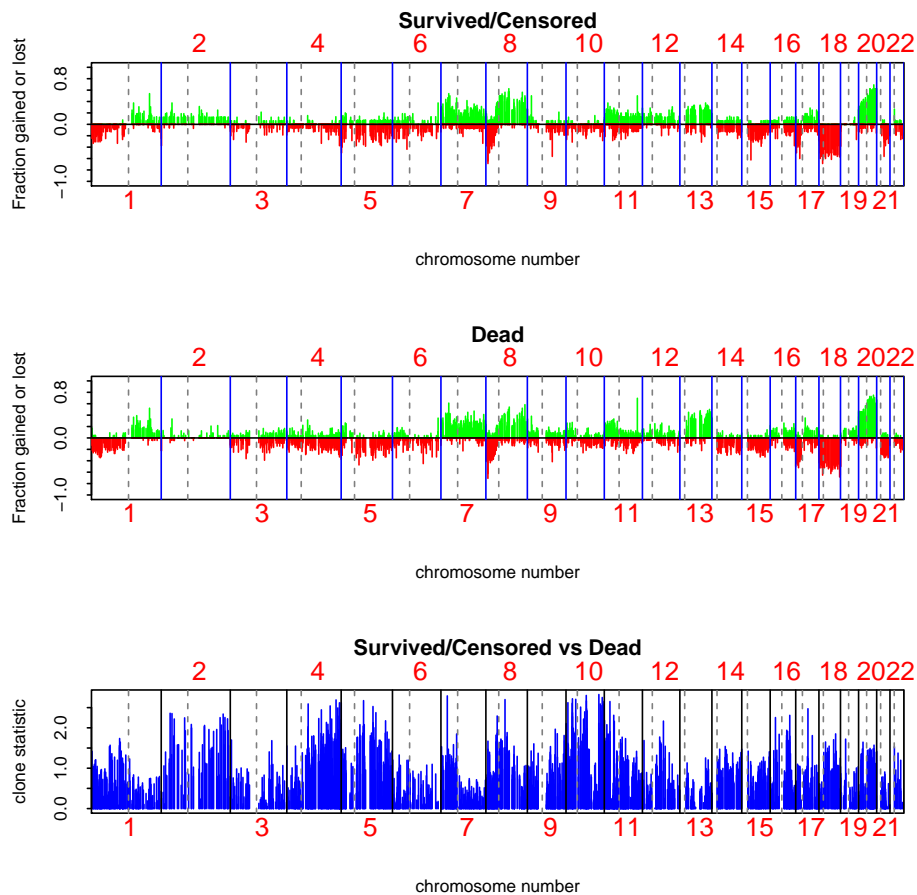 Survived/Censored
2 4 6 8 10 12 14 16 18 20 22
Fraction gained or lost
0.8
0.0
−1.0
1 3 5 7 9 11 13 15 17 19 21
chromosome number
Dead
2 4 6 8 10 12 14 16 18 20 22
Fraction gained or lost
0.8
0.0
−1.0
1 3 5 7 9 11 13 15 17 19 21
chromosome number
Survived/Censored vs Dead
2 4 6 8 10 12 14 16 18 20 22
clone statistic
2.0
1.0
0.0
1 3 5 7 9 11 13 15 17 19 21
chromosome number